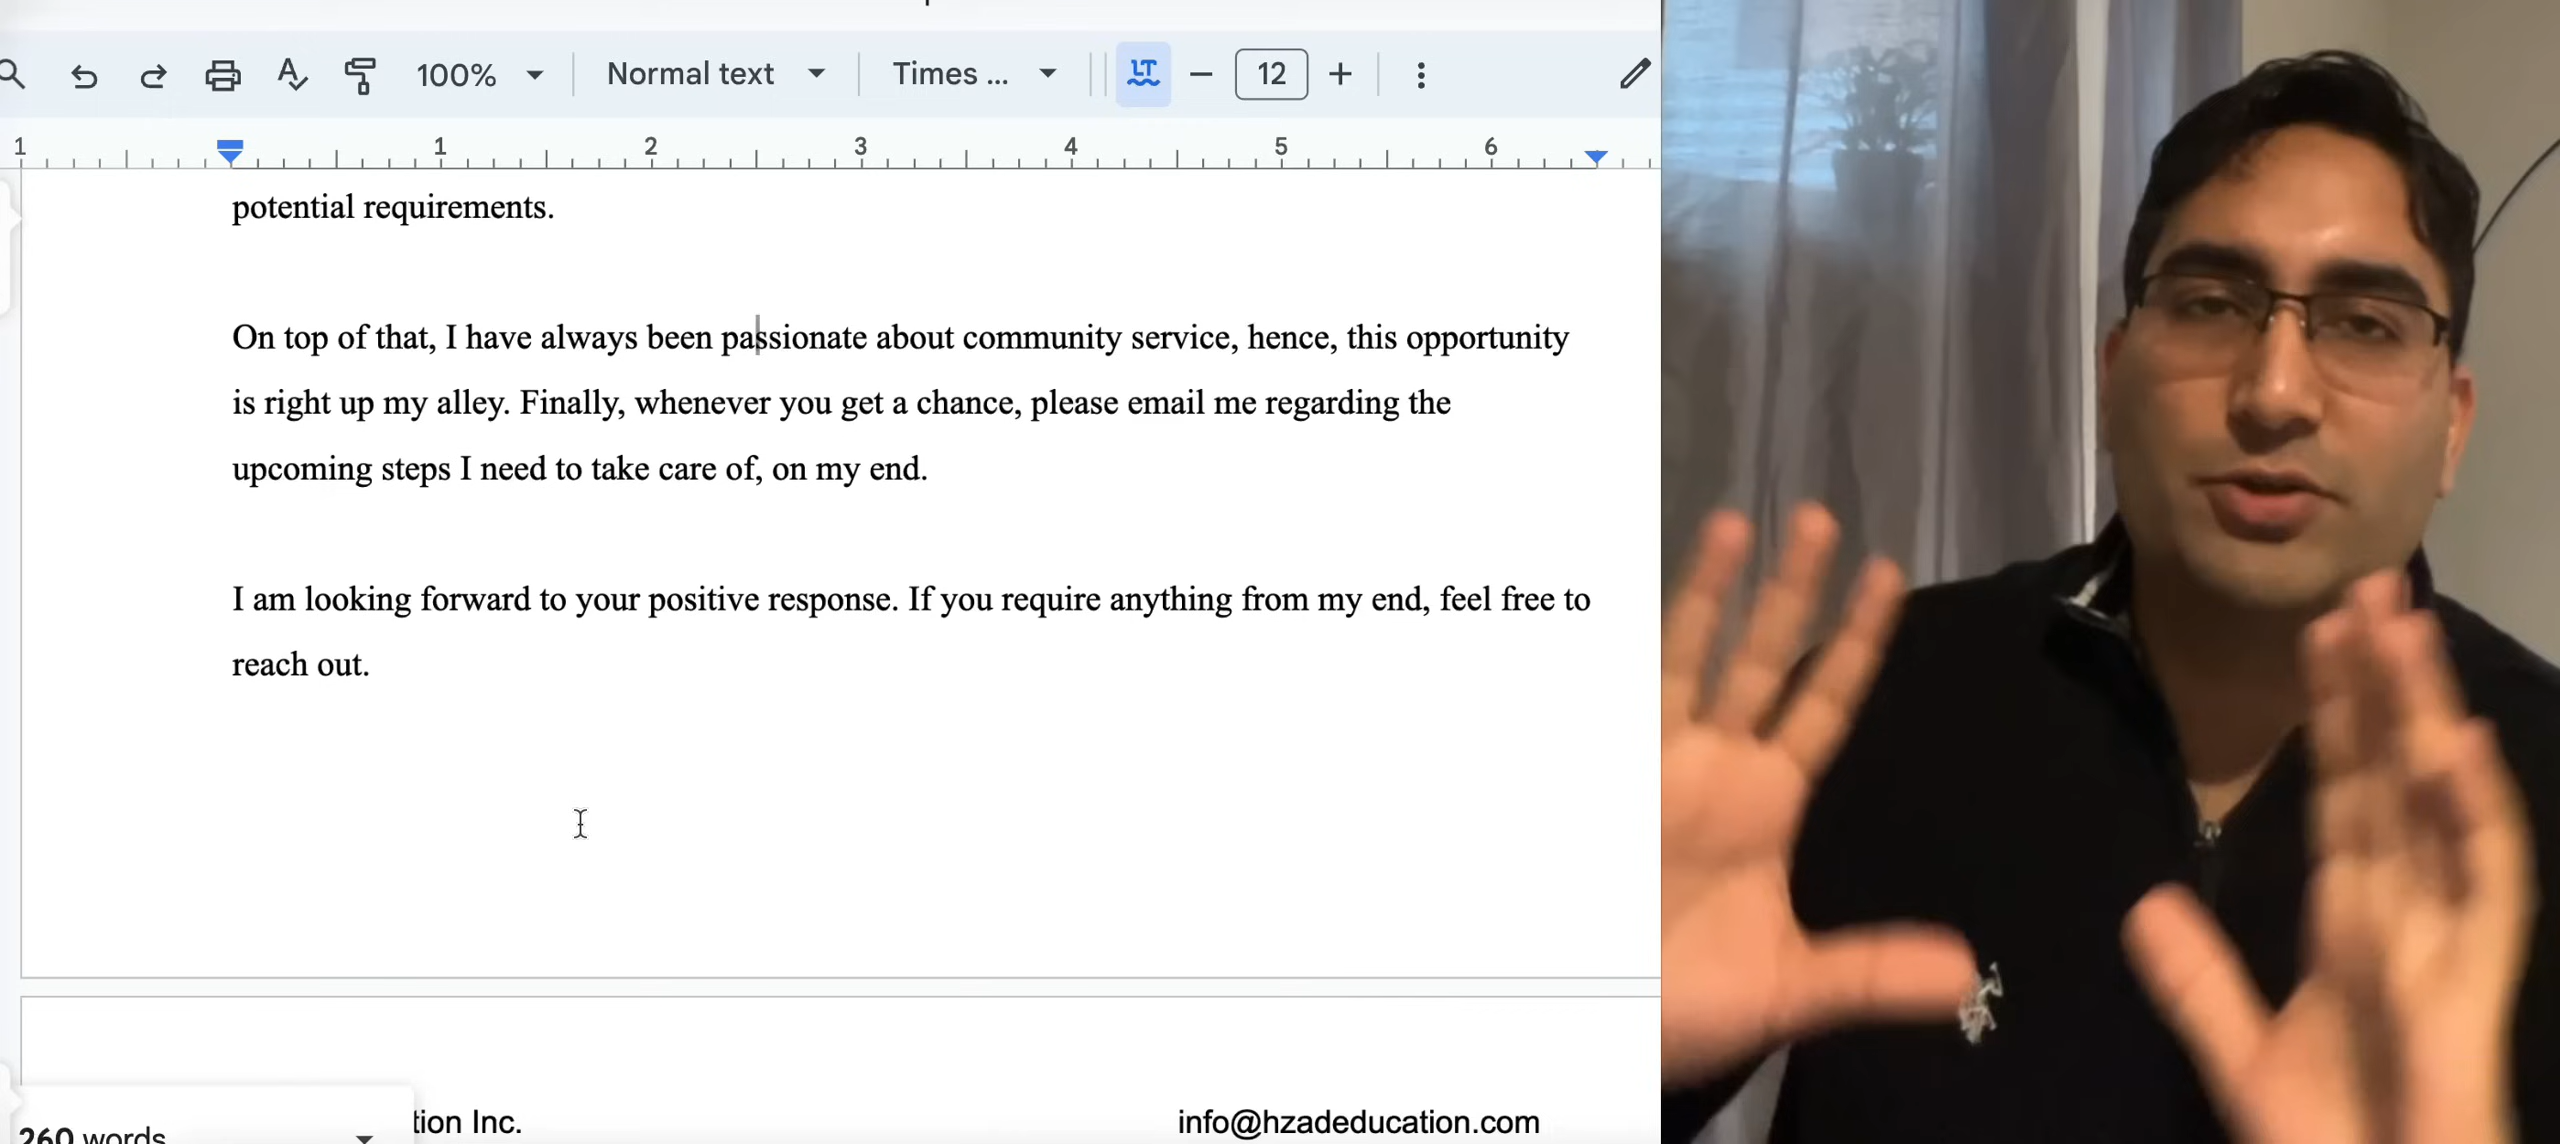 100% Normal text Times ... LT 12
1 1 2 3 4 5 6
potential requirements.
On top of that, I have always been passionate about community service, hence, this opportunity
is right up my alley. Finally, whenever you get a chance, please email me regarding the
upcoming steps I need to take care of, on my end.
I am looking forward to your positive response. If you require anything from my end, feel free to
reach out.
260 words tion Inc. info@hzadeducation.com